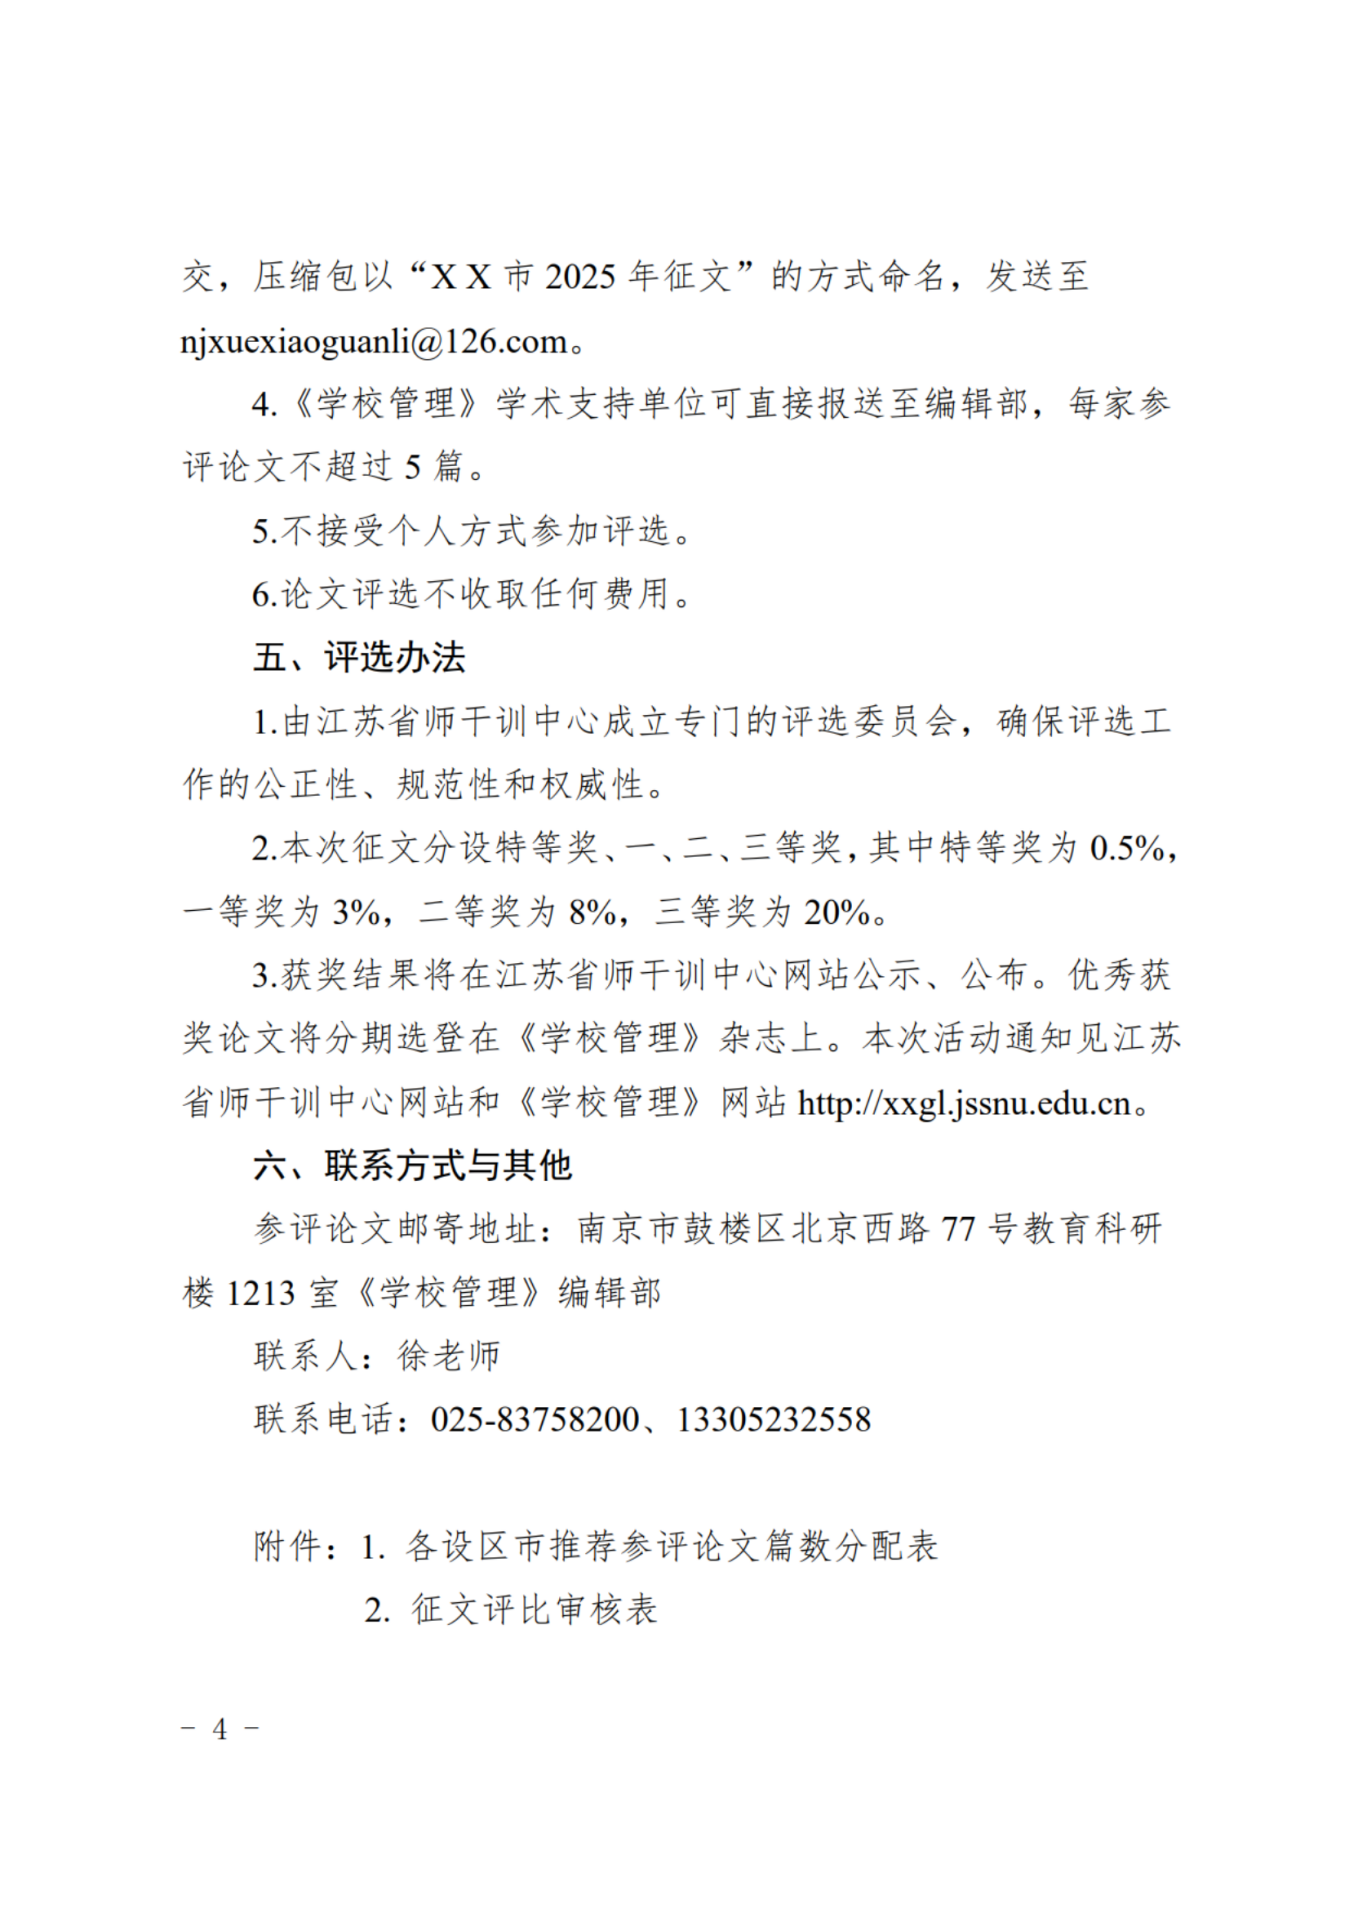 交，压缩包以“X X 市 2025 年征文”的方式命名，发送至
njxuexiaoguanli@126.com。
4.《学校管理》学术支持单位可直接报送至编辑部，每家参
评论文不超过 5 篇。
5.不接受个人方式参加评选。
6.论文评选不收取任何费用。
五、评选办法
1.由江苏省师干训中心成立专门的评选委员会，确保评选工
作的公正性、规范性和权威性。
2.本次征文分设特等奖、一、二、三等奖，其中特等奖为 0.5%，
一等奖为 3%，二等奖为 8%，三等奖为 20%。
3.获奖结果将在江苏省师干训中心网站公示、公布。优秀获
奖论文将分期选登在《学校管理》杂志上。本次活动通知见江苏
省师干训中心网站和《学校管理》网站 http://xxgl.jssnu.edu.cn。
六、联系方式与其他
参评论文邮寄地址：南京市鼓楼区北京西路 77 号教育科研
楼 1213 室《学校管理》编辑部
联系人：徐老师
联系电话：025-83758200、13305232558
附件：1. 各设区市推荐参评论文篇数分配表
2. 征文评比审核表
- 4 -